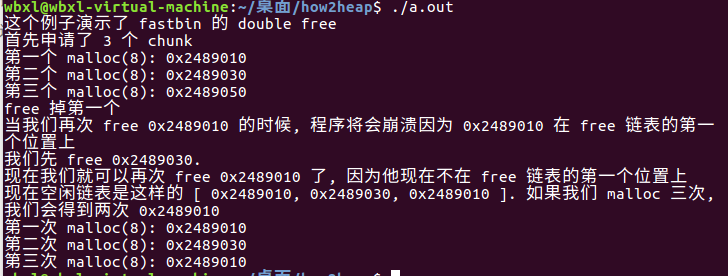 wbxl@wbxl-virtual-machine:~/桌面/how2heap$ ./a.out
这个例子演示了 fastbin 的 double free
首先申请了 3 个 chunk
第一个 malloc(8): 0x2489010
第二个 malloc(8): 0x2489030
第三个 malloc(8): 0x2489050
free 掉第一个
当我们再次 free 0x2489010 的时候, 程序将会崩溃因为 0x2489010 在 free 链表的第一
个位置上
我们先 free 0x2489030.
现在我们就可以再次 free 0x2489010 了, 因为他现在不在 free 链表的第一个位置上
现在空闲链表是这样的 [ 0x2489010, 0x2489030, 0x2489010 ]. 如果我们 malloc 三次,
我们会得到两次 0x2489010
第一次 malloc(8): 0x2489010
第二次 malloc(8): 0x2489030
第三次 malloc(8): 0x2489010
wbxl@wbxl-virtual-machine:~/桌面/how2heap$